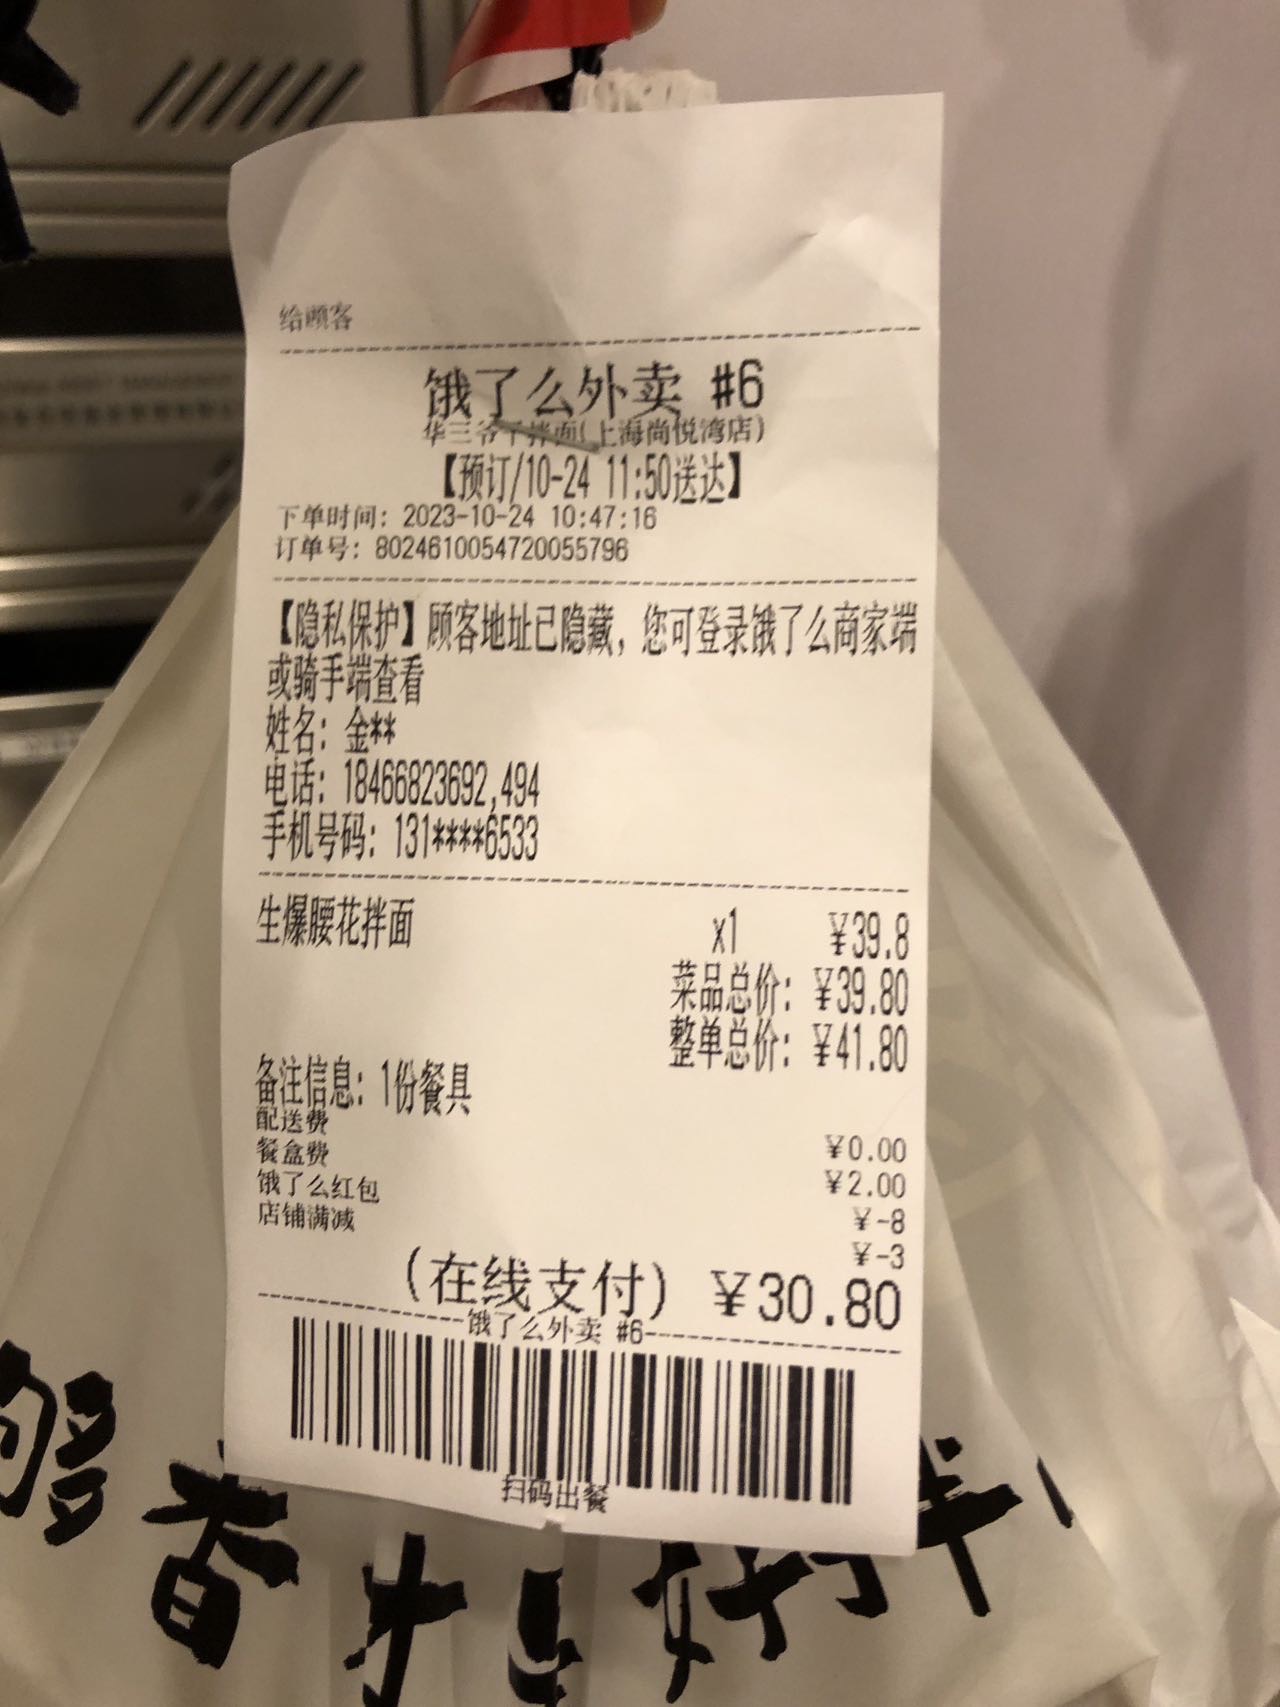 给顾客
饿了么外卖 #6
华三爷干拌面(上海尚悦湾店)
【预订/10-24 11:50送达】
下单时间: 2023-10-24 10:47:16
订单号: 8024610054720055796
【隐私保护】顾客地址已隐藏，您可登录饿了么商家端
或骑手端查看
姓名: 金**
电话: 18466823692,494
手机号码: 131****6533
生爆腰花拌面 x1 ¥39.8
菜品总价: ¥39.80
整单总价: ¥41.80
备注信息: 1份餐具
配送费 ¥0.00
餐盒费 ¥2.00
饿了么红包 ¥-8
店铺满减 ¥-3
(在线支付) ¥30.80
饿了么外卖 #6
扫码出餐
够香才